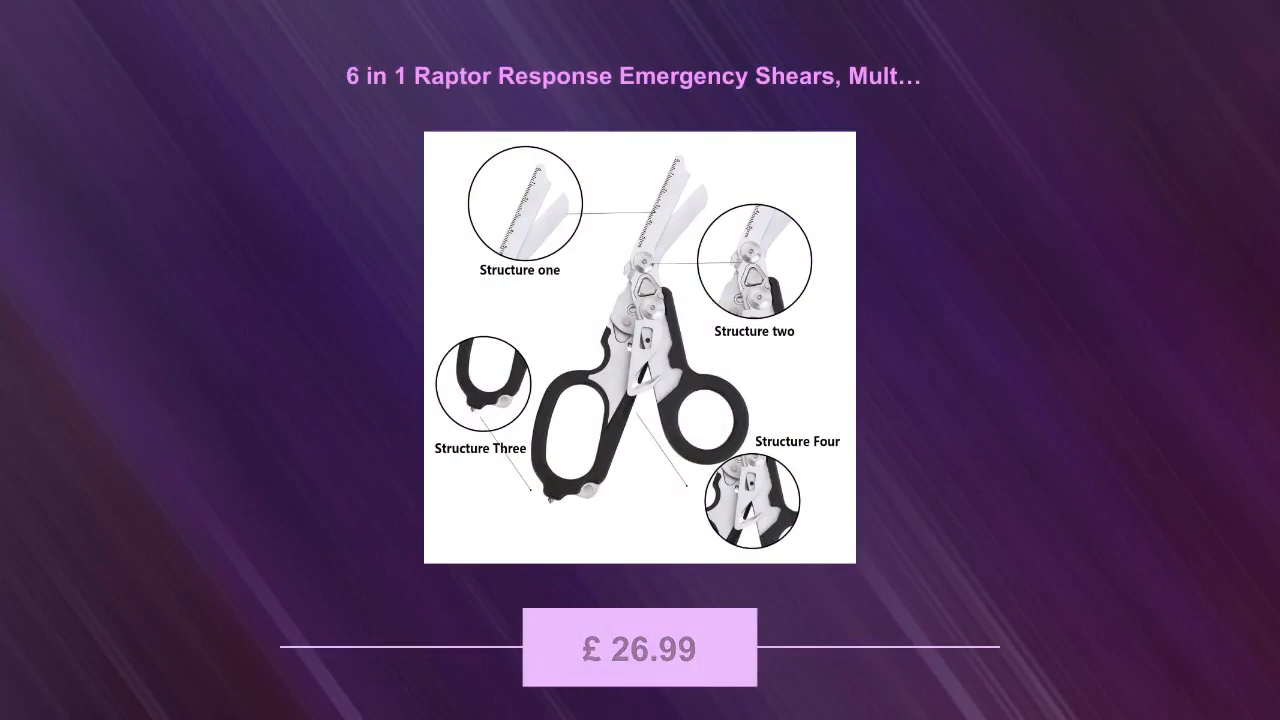 6 in 1 Raptor Response Emergency Shears, Mult…
Structure one
Structure two
Structure Three
Structure Four
£ 26.99